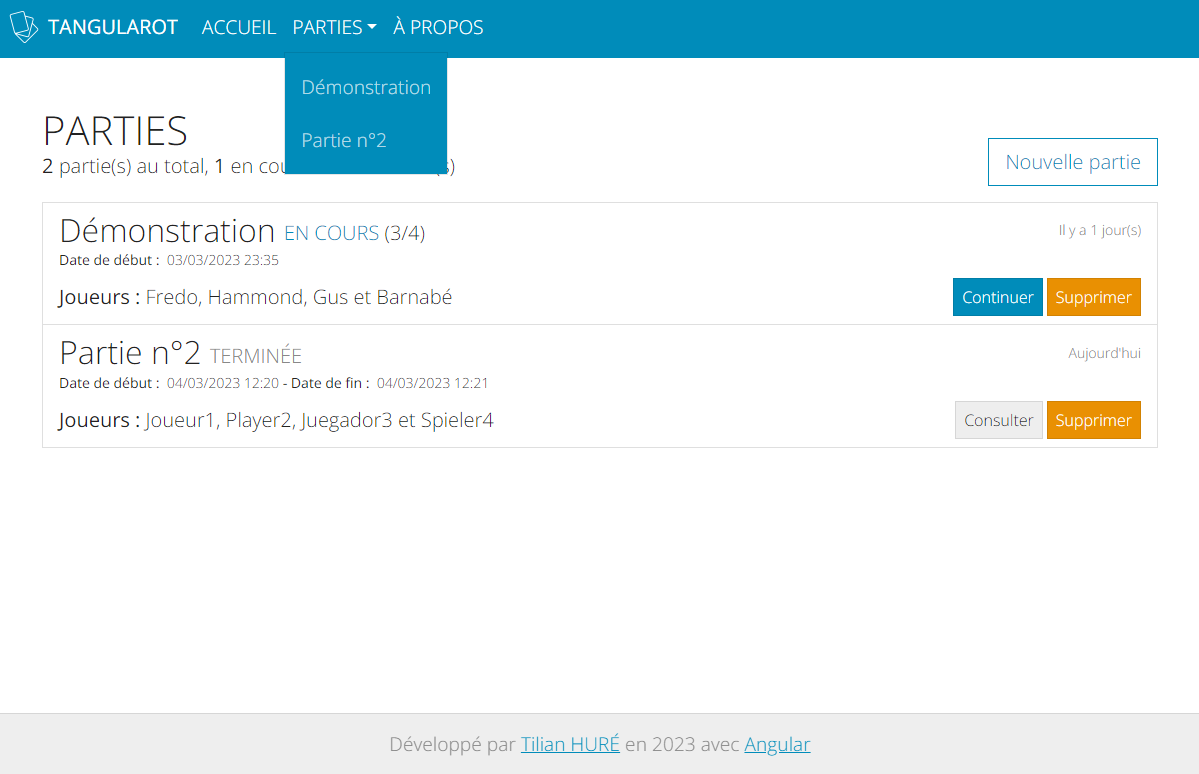 TANGULAROT ACCUEIL PARTIES À PROPOS
Démonstration
Partie n°2
PARTIES
2 partie(s) au total, 1 en
Nouvelle partie
Démonstration EN COURS (3/4)
Il y a 1 jour(s)
Date de début : 03/03/2023 23:35
Joueurs : Fredo, Hammond, Gus et Barnabé
Continuer Supprimer
Partie n°2 TERMINÉE
Aujourd'hui
Date de début : 04/03/2023 12:20 - Date de fin : 04/03/2023 12:21
Joueurs : Joueur1, Player2, Juegador3 et Spieler4
Consulter Supprimer
Développé par Tilian HURÉ en 2023 avec Angular